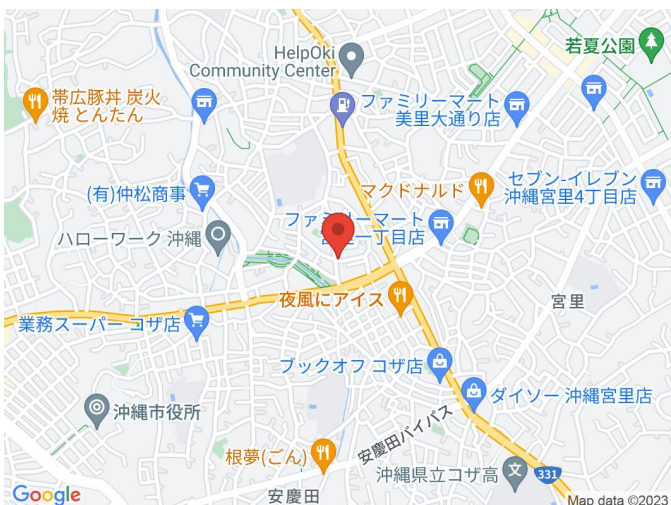 HelpOki
Community Center
若夏公園
帯広豚丼 炭火
焼 とんたん
ファミリーマート
美里大通り店
(有)仲松商事
マクドナルド
セブン-イレブン
沖縄宮里4丁目店
ハローワーク 沖縄
ファミリーマート
一丁目店
夜風にアイス
宮里
業務スーパー コザ店
ブックオフ コザ店
ダイソー 沖縄宮里店
沖縄市役所
安慶田バイパス
根夢(ごん)
沖縄県立コザ高
331
安慶田
Google
Map data ©2023